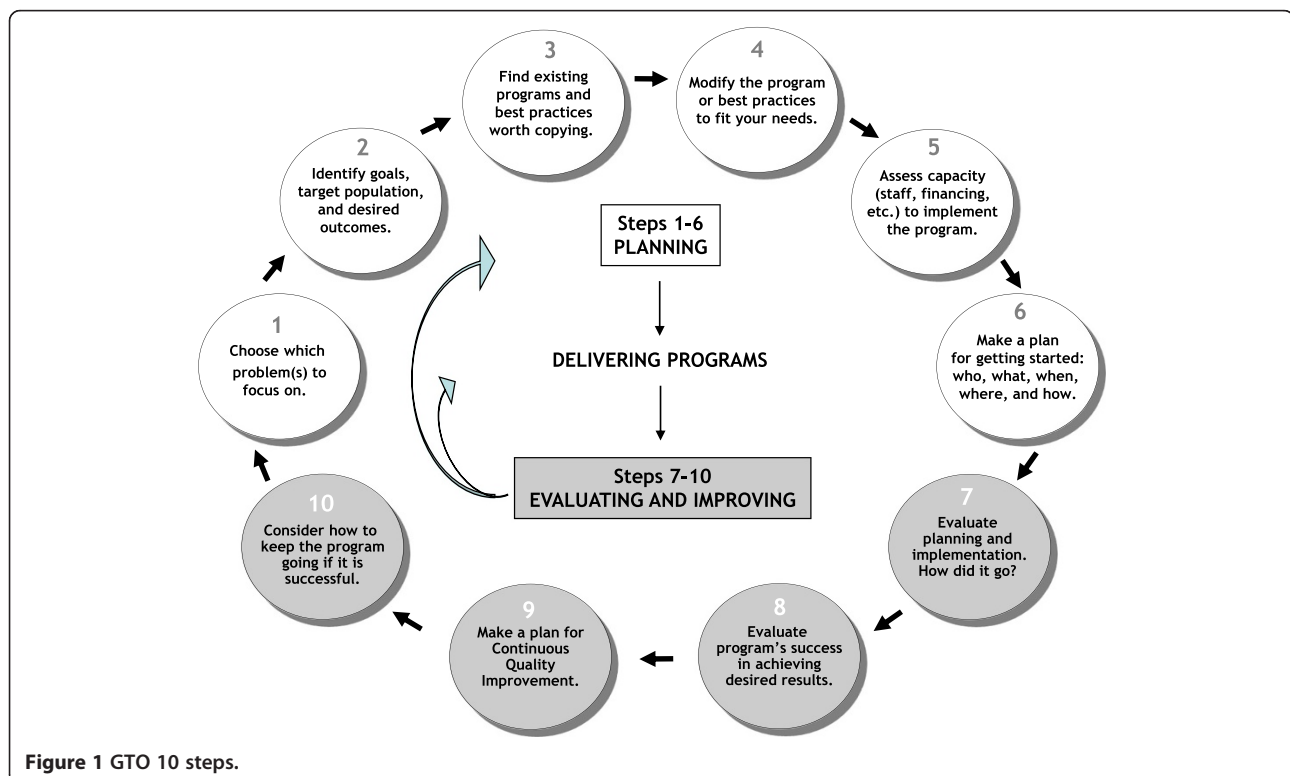 1
Choose which
problem(s) to
focus on.
2
Identify goals,
target population,
and desired
outcomes.
3
Find existing
programs and
best practices
worth copying.
4
Modify the program
or best practices
to fit your needs.
5
Assess capacity
(staff, financing,
etc.) to implement
the program.
6
Make a plan
for getting started:
who, what, when,
where, and how.
7
Evaluate
planning and
implementation.
How did it go?
8
Evaluate
program's success
in achieving
desired results.
9
Make a plan for
Continuous
Quality
Improvement.
10
Consider how to
keep the program
going if it is
successful.
Steps 1-6
PLANNING
DELIVERING PROGRAMS
Steps 7-10
EVALUATING AND IMPROVING
Figure 1 GTO 10 steps.